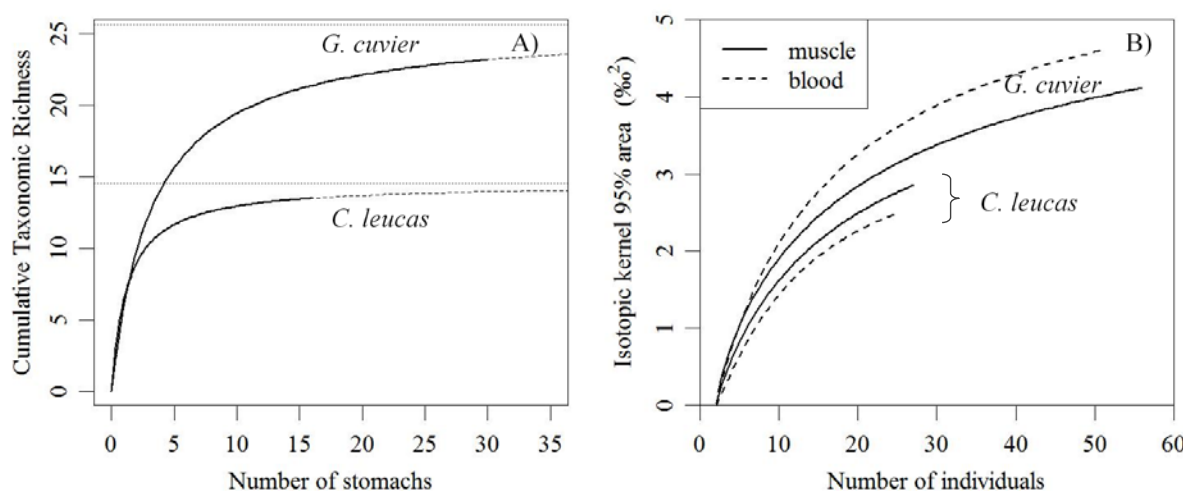 A)
G. cuvier
C. leucas
Cumulative Taxonomic Richness
0 5 10 15 20 25
0 5 10 15 20 25 30 35
Number of stomachs
B)
muscle
blood
G. cuvier
C. leucas
Isotopic kernel 95% area (‰²)
0 1 2 3 4 5
0 10 20 30 40 50 60
Number of individuals